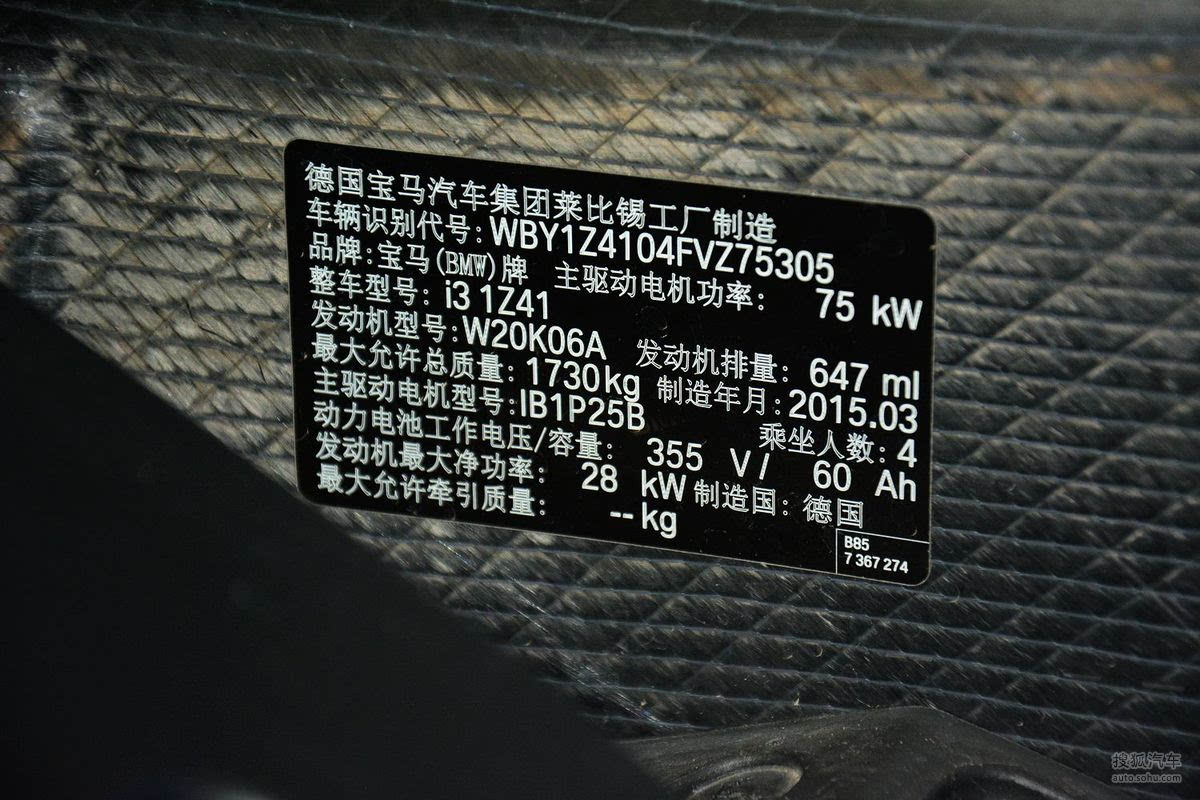 德国宝马汽车集团莱比锡工厂制造
车辆识别代号: WBY1Z4104FVZ75305
品牌: 宝马(BMW)牌 主驱动电机功率: 75 kW
整车型号: i3 1Z41
发动机型号: W20K06A 发动机排量: 647 ml
最大允许总质量: 1730kg 制造年月: 2015.03
主驱动电机型号: IB1P25B 乘坐人数: 4
动力电池工作电压/容量: 355 V/ 60 Ah
发动机最大净功率: 28 kW 制造国: 德国
最大允许牵引质量: -- kg
B85
7 367 274
搜狐汽车
auto.sohu.com